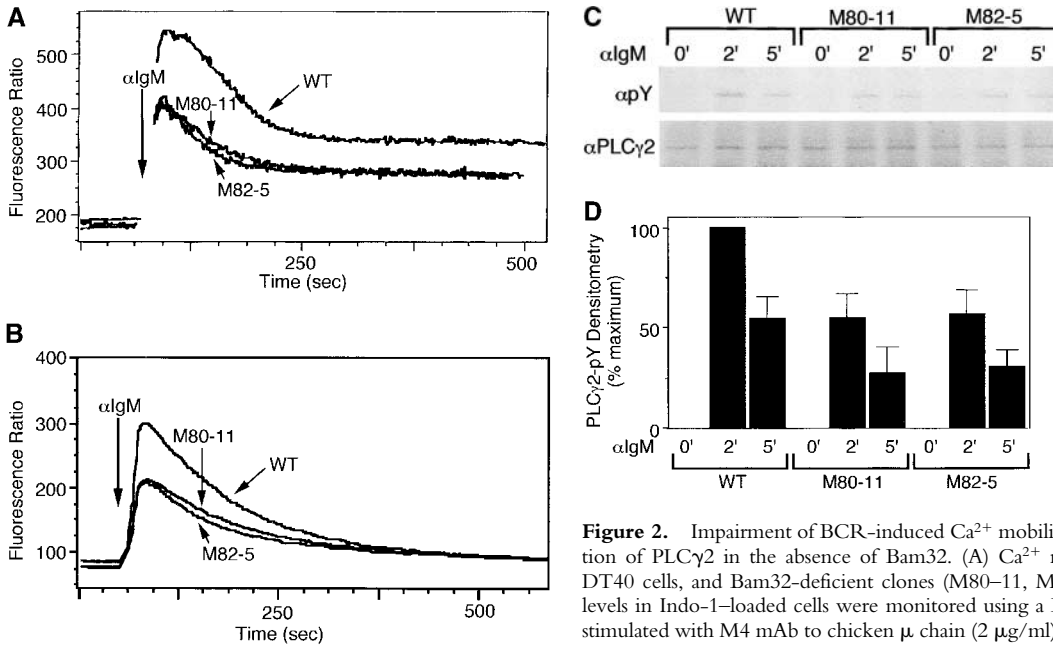 A
500
400
300
200
Fluorescence Ratio
αIgM
M80-11
WT
M82-5
250
500
Time (sec)
B
400
300
200
100
Fluorescence Ratio
αIgM
M80-11
WT
M82-5
250
500
Time (sec)
C
WT M80-11 M82-5
αIgM 0' 2' 5' 0' 2' 5' 0' 2' 5'
αpY
αPLCγ2
D
100
50
0
PLCγ2-pY Densitometry
(% maximum)
αIgM 0' 2' 5' 0' 2' 5' 0' 2' 5'
WT M80-11 M82-5
Figure 2. Impairment of BCR-induced Ca2+ mobili
tion of PLCγ2 in the absence of Bam32. (A) Ca2+
DT40 cells, and Bam32-deficient clones (M80–11,
levels in Indo-1–loaded cells were monitored using a
stimulated with M4 mAb to chicken μ chain (2 μg/ml)